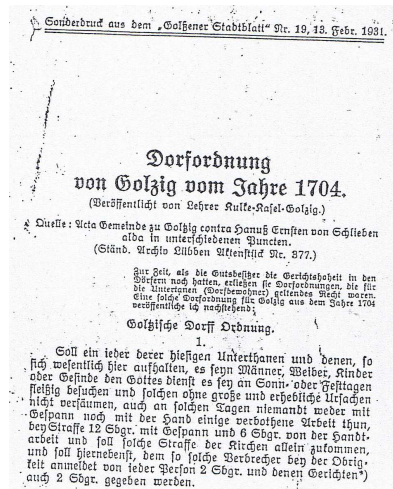 Sonderdruck aus dem „Golßener Stadtblatt“ Nr. 19, 13. Febr. 1931.
Dorfordnung
von Golzig vom Jahre 1704.
(Veröffentlicht von Lehrer Kulke-Kasel-Golzig.)
Quelle: Acta Gemeinde zu Goltzig contra Hanuß Ernsten von Schlieben
alda in unterschiedenen Puncten.
(Ständ. Archiv Lübben Aktenstück Nr. 377.)
Zur Zeit, als die Gutsbesitzer die Gerichtshoheit in den
Dörfern noch hatten, erließen sie Dorfordnungen, die für
die Untertanen (Dorfbewohner) geltendes Recht waren.
Eine solche Dorfordnung für Golzig aus dem Jahre 1704
veröffentliche ich nachstehend:
Goltzische Dorff Ordnung.
1.
Soll ein ieder derer hiesigen Unterthanen und denen, so
sich wesentlich hier aufhalten, es seyn Männer, Weiber, Kinder
oder Gesinde den Gottes dienst es sey an Sonn- oder Festtagen
fleißig besuchen und solchen ohne große und erhebliche Ursachen
nicht versäumen, auch an solchen Tagen niemandt weder mit
Gespann noch mit der Hand einige verbothene Arbeit thun,
bey Straffe 12 Sbgr. mit Gespann und 6 Sbgr. von der Handt-
arbeit und soll solche Straffe der Kirchen allein zukommen,
und soll hiernebenst, dem so solche Verbrecher bey der Obrig-
keit anmeldet von ieder Person 2 Sbgr. und denen Gerichten*)
auch 2 Sbgr. gegeben werden.